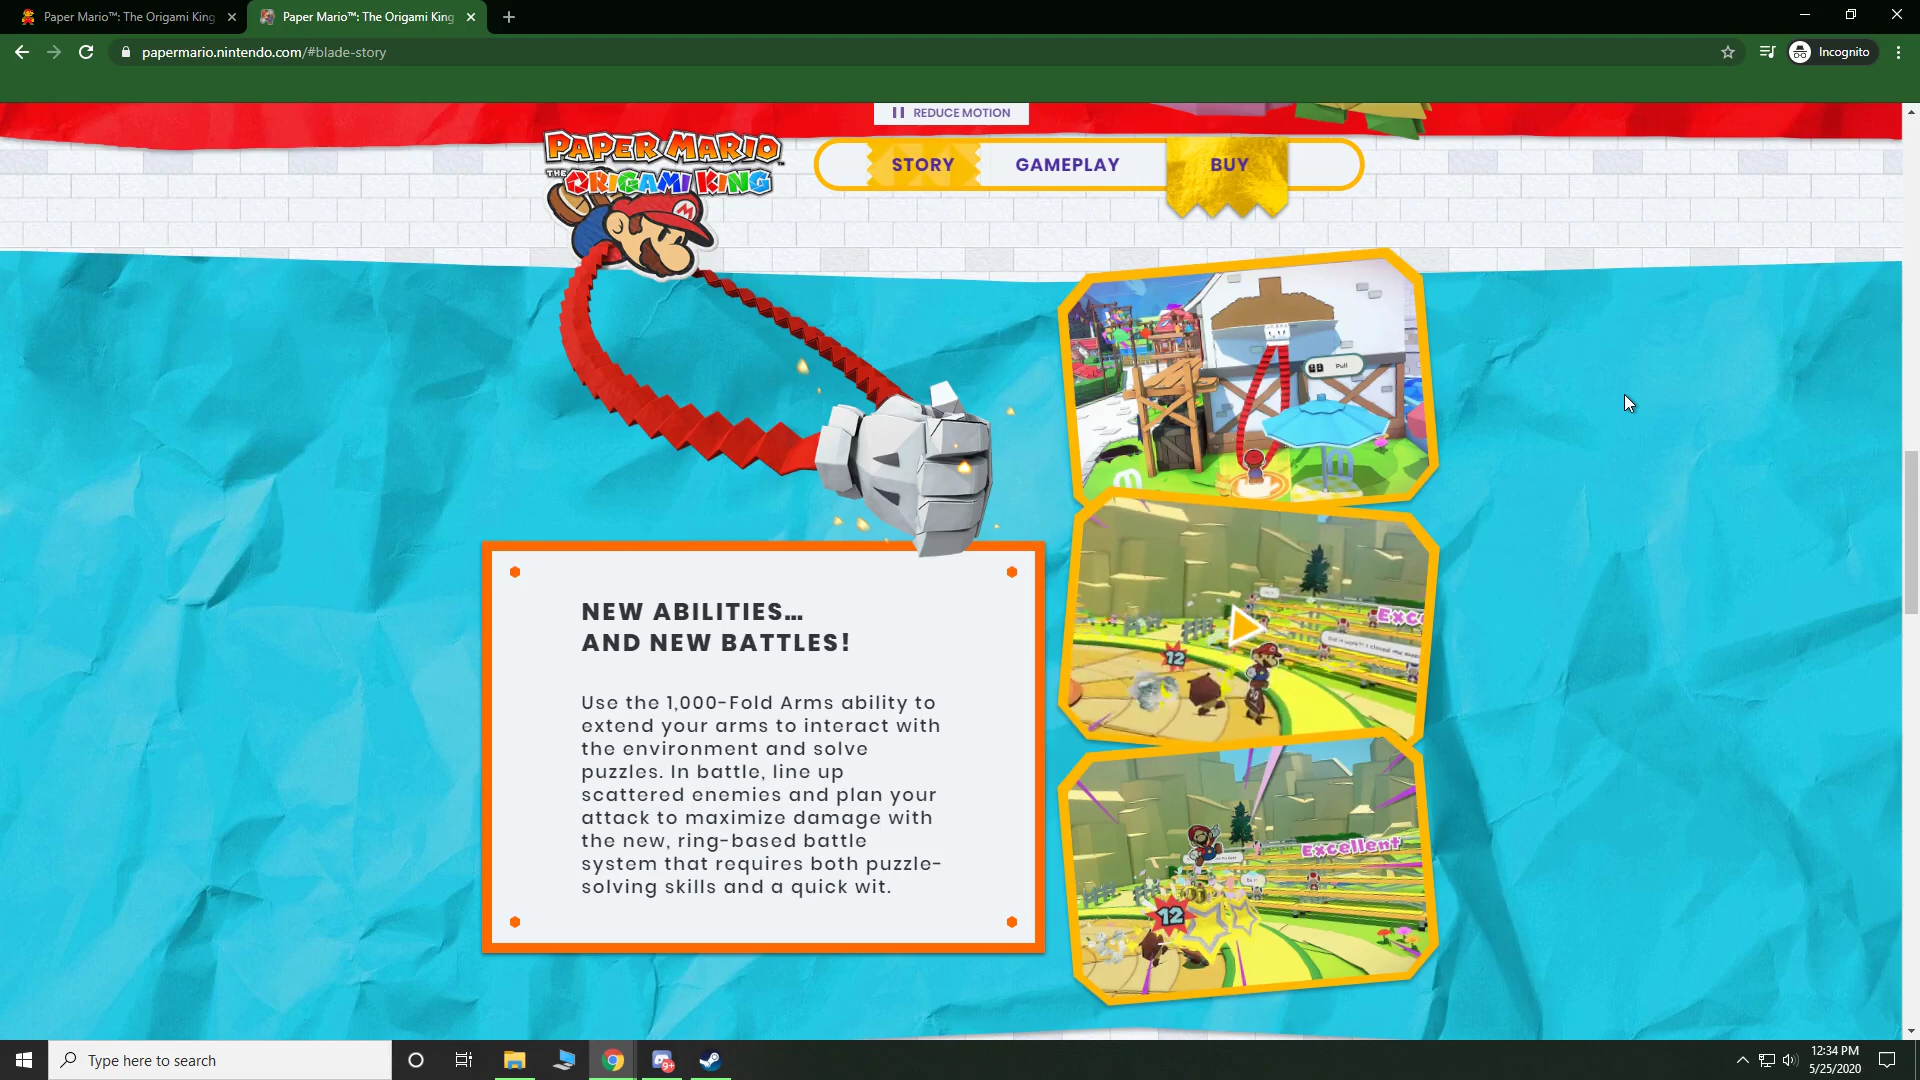 Paper Mario™: The Origami King
Paper Mario™: The Origami King
papermario.nintendo.com/#blade-story
Incognito
REDUCE MOTION
PAPER MARIO™
THE ORIGAMI KING
STORY
GAMEPLAY
BUY
Pull
NEW ABILITIES…
AND NEW BATTLES!
Use the 1,000-Fold Arms ability to
extend your arms to interact with
the environment and solve
puzzles. In battle, line up
scattered enemies and plan your
attack to maximize damage with
the new, ring-based battle
system that requires both puzzle-
solving skills and a quick wit.
12
Excellent
12
Type here to search
9+
12:34 PM
5/25/2020